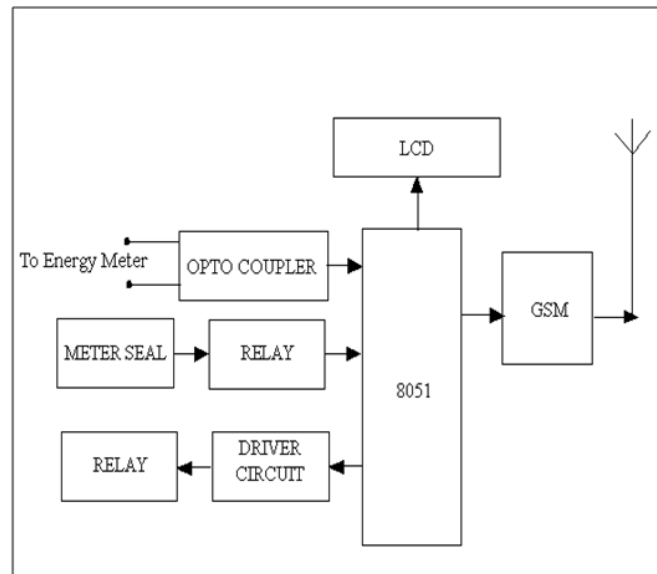 LCD
To Energy Meter
OPTO COUPLER
GSM
METER SEAL
RELAY
8051
RELAY
DRIVER
CIRCUIT